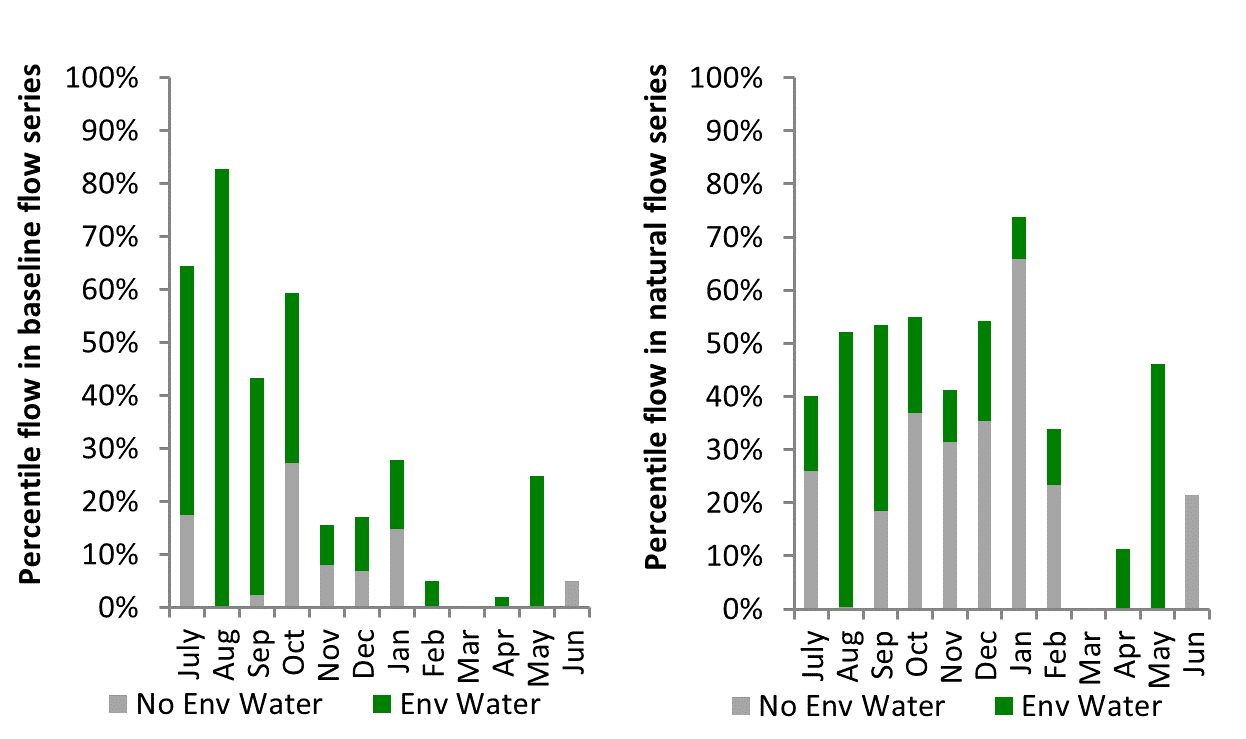 Percentile flow in baseline flow series
100%
90%
80%
70%
60%
50%
40%
30%
20%
10%
0%
July
Aug
Sep
Oct
Nov
Dec
Jan
Feb
Mar
Apr
May
Jun
No Env Water
Env Water
Percentile flow in natural flow series
100%
90%
80%
70%
60%
50%
40%
30%
20%
10%
0%
July
Aug
Sep
Oct
Nov
Dec
Jan
Feb
Mar
Apr
May
Jun
No Env Water
Env Water